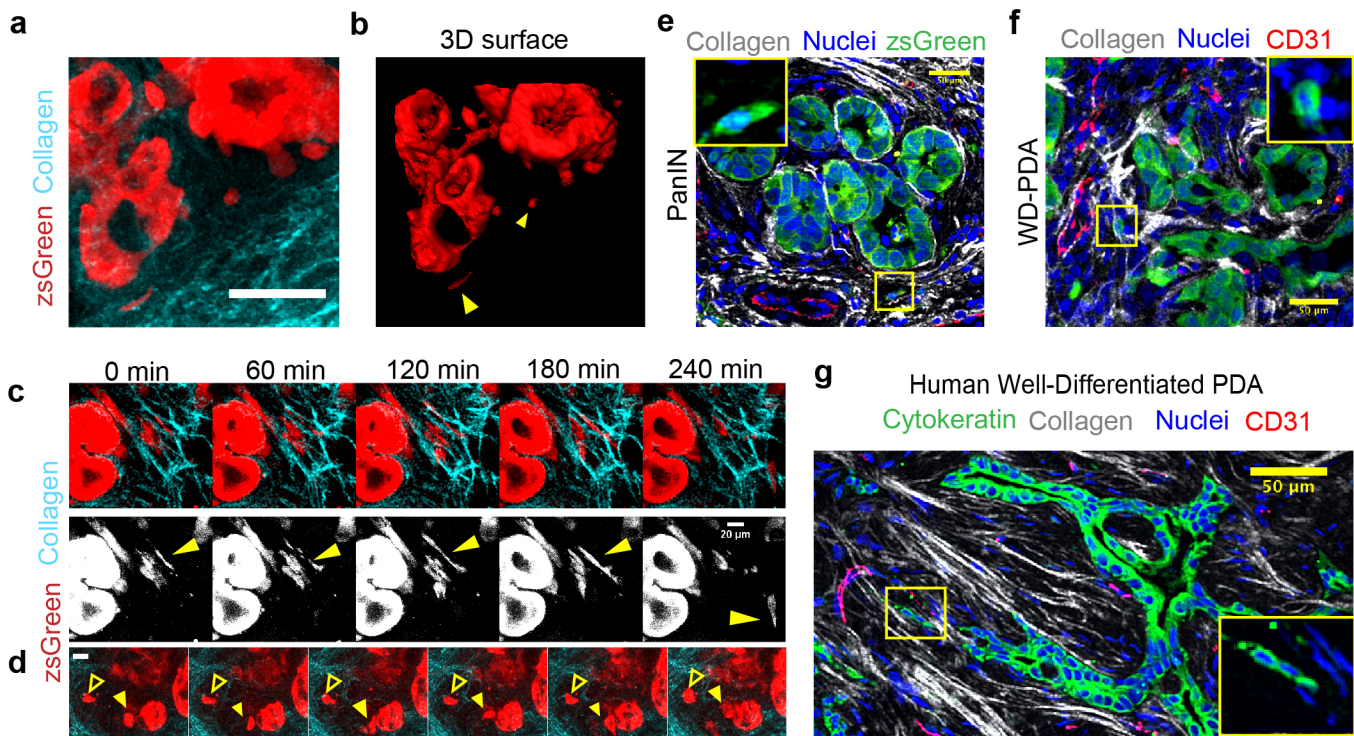 a
zsGreen Collagen
b
3D surface
e
Collagen Nuclei zsGreen
50 μm
PanIN
f
Collagen Nuclei CD31
50 μm
WD-PDA
c
0 min 60 min 120 min 180 min 240 min
20 μm
zsGreen Collagen
d
g
Human Well-Differentiated PDA
Cytokeratin Collagen Nuclei CD31
50 μm